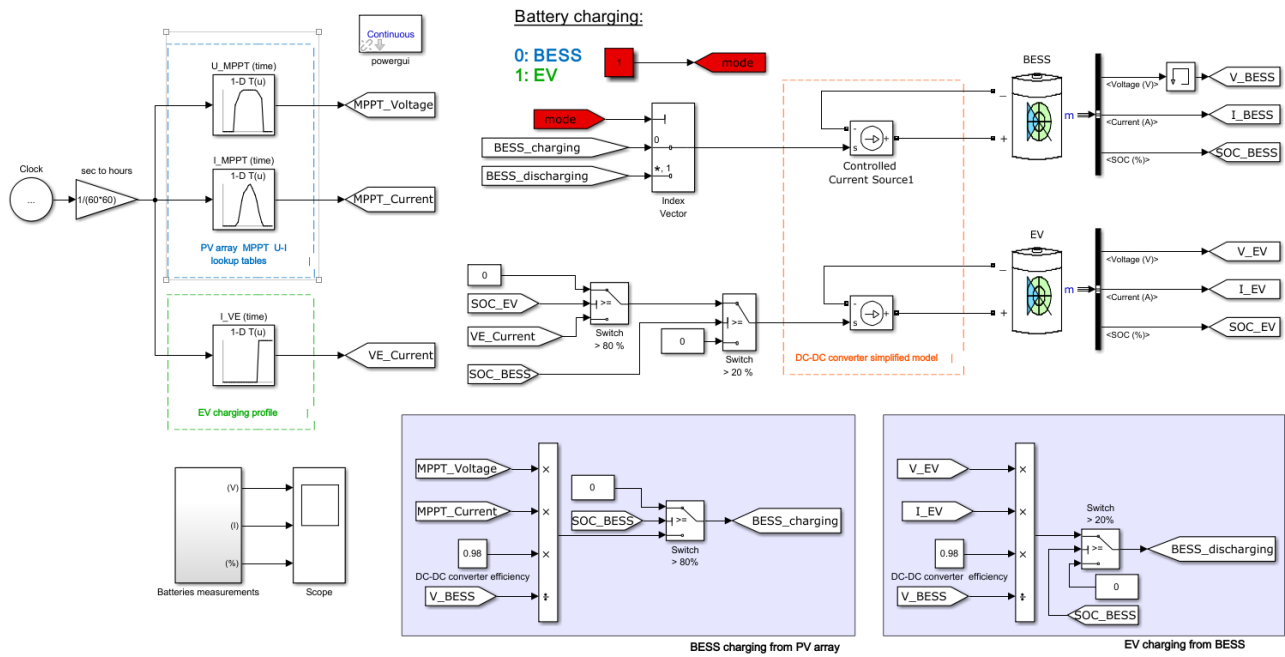 Battery charging:
0: BESS
1: EV
1
mode
Continuous
powergui
U_MPPT (time)
1-D T(u)
MPPT_Voltage
I_MPPT (time)
1-D T(u)
MPPT_Current
PV array MPPT U-I
lookup tables
Clock
...
sec to hours
1/(60*60)
I_VE (time)
1-D T(u)
VE_Current
EV charging profile
mode
BESS_charging
BESS_discharging
0
*, 1
Index
Vector
- + s
Controlled
Current Source1
BESS
_
+
m
<Voltage (V)>
<Current (A)>
<SOC (%)>
V_BESS
I_BESS
SOC_BESS
0
SOC_EV
VE_Current
SOC_BESS
>=
Switch
> 80 %
0
>=
Switch
> 20 %
- + s
DC-DC converter simplified model
EV
_
+
m
<Voltage (V)>
<Current (A)>
<SOC (%)>
V_EV
I_EV
SOC_EV
(V)
(I)
(%)
Batteries measurements
Scope
MPPT_Voltage
×
MPPT_Current
×
0.98
×
DC-DC converter efficiency
V_BESS
÷
0
SOC_BESS
>=
Switch
> 80%
BESS_charging
BESS charging from PV array
V_EV
×
I_EV
×
0.98
×
DC-DC converter efficiency
V_BESS
÷
Switch
> 20%
>=
0
SOC_BESS
BESS_discharging
EV charging from BESS